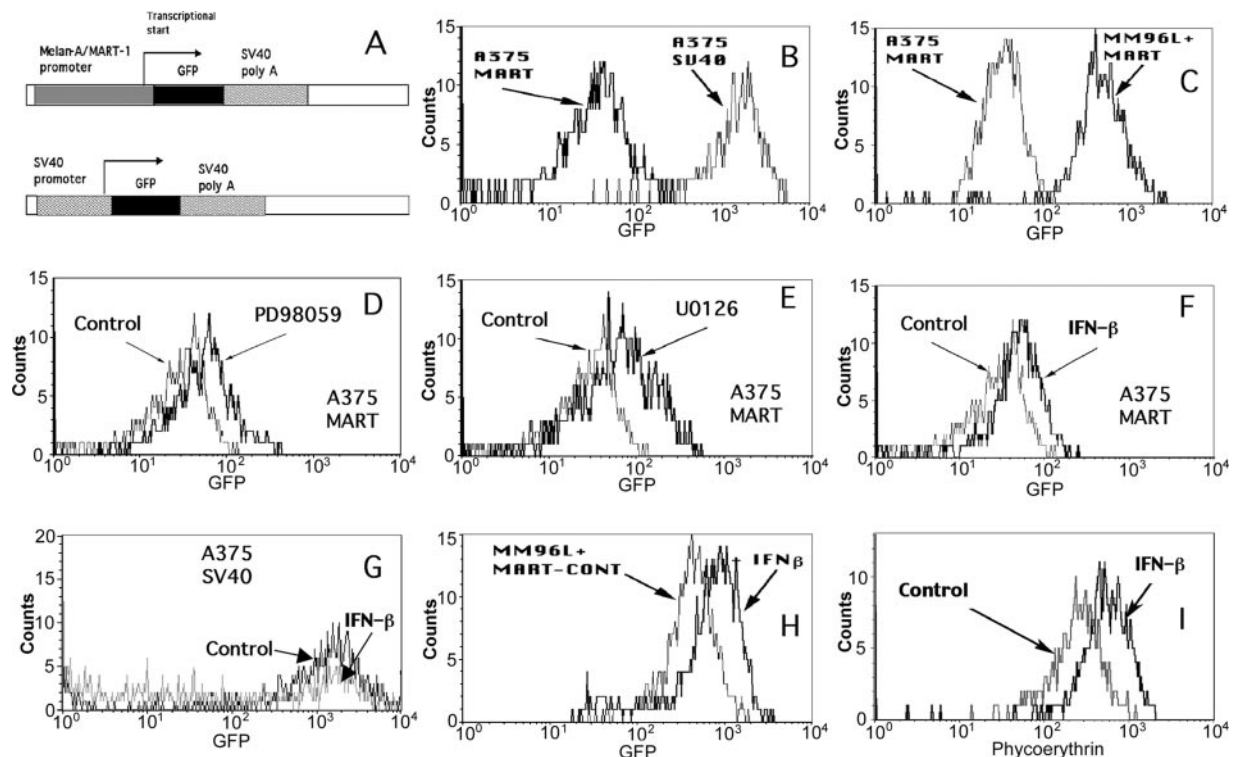 Transcriptional
start
A
Melan-A/MART-1
promoter
GFP
SV40
poly A
SV40
promoter
GFP
SV40
poly A
15
10
5
0
Counts
A375
MART
A375
SV40
B
10^0 10^1 10^2 10^3 10^4
GFP
15
10
5
0
Counts
A375
MART
MM96L+
MART
C
10^0 10^1 10^2 10^3 10^4
GFP
15
10
5
0
Counts
Control
PD98059
D
A375
MART
10^0 10^1 10^2 10^3 10^4
GFP
15
10
5
0
Counts
Control
U0126
E
A375
MART
10^0 10^1 10^2 10^3 10^4
GFP
15
10
5
0
Counts
Control
IFN-β
F
A375
MART
10^0 10^1 10^2 10^3 10^4
GFP
20
15
10
5
0
Counts
A375
SV40
G
Control
IFN-β
10^0 10^1 10^2 10^3 10^4
GFP
15
10
5
0
Counts
MM96L+
MART-CONT
+ IFNβ
H
10^0 10^1 10^2 10^3 10^4
GFP
10
5
0
Counts
Control
IFN-β
I
10^0 10^1 10^2 10^3 10^4
Phycoerythrin